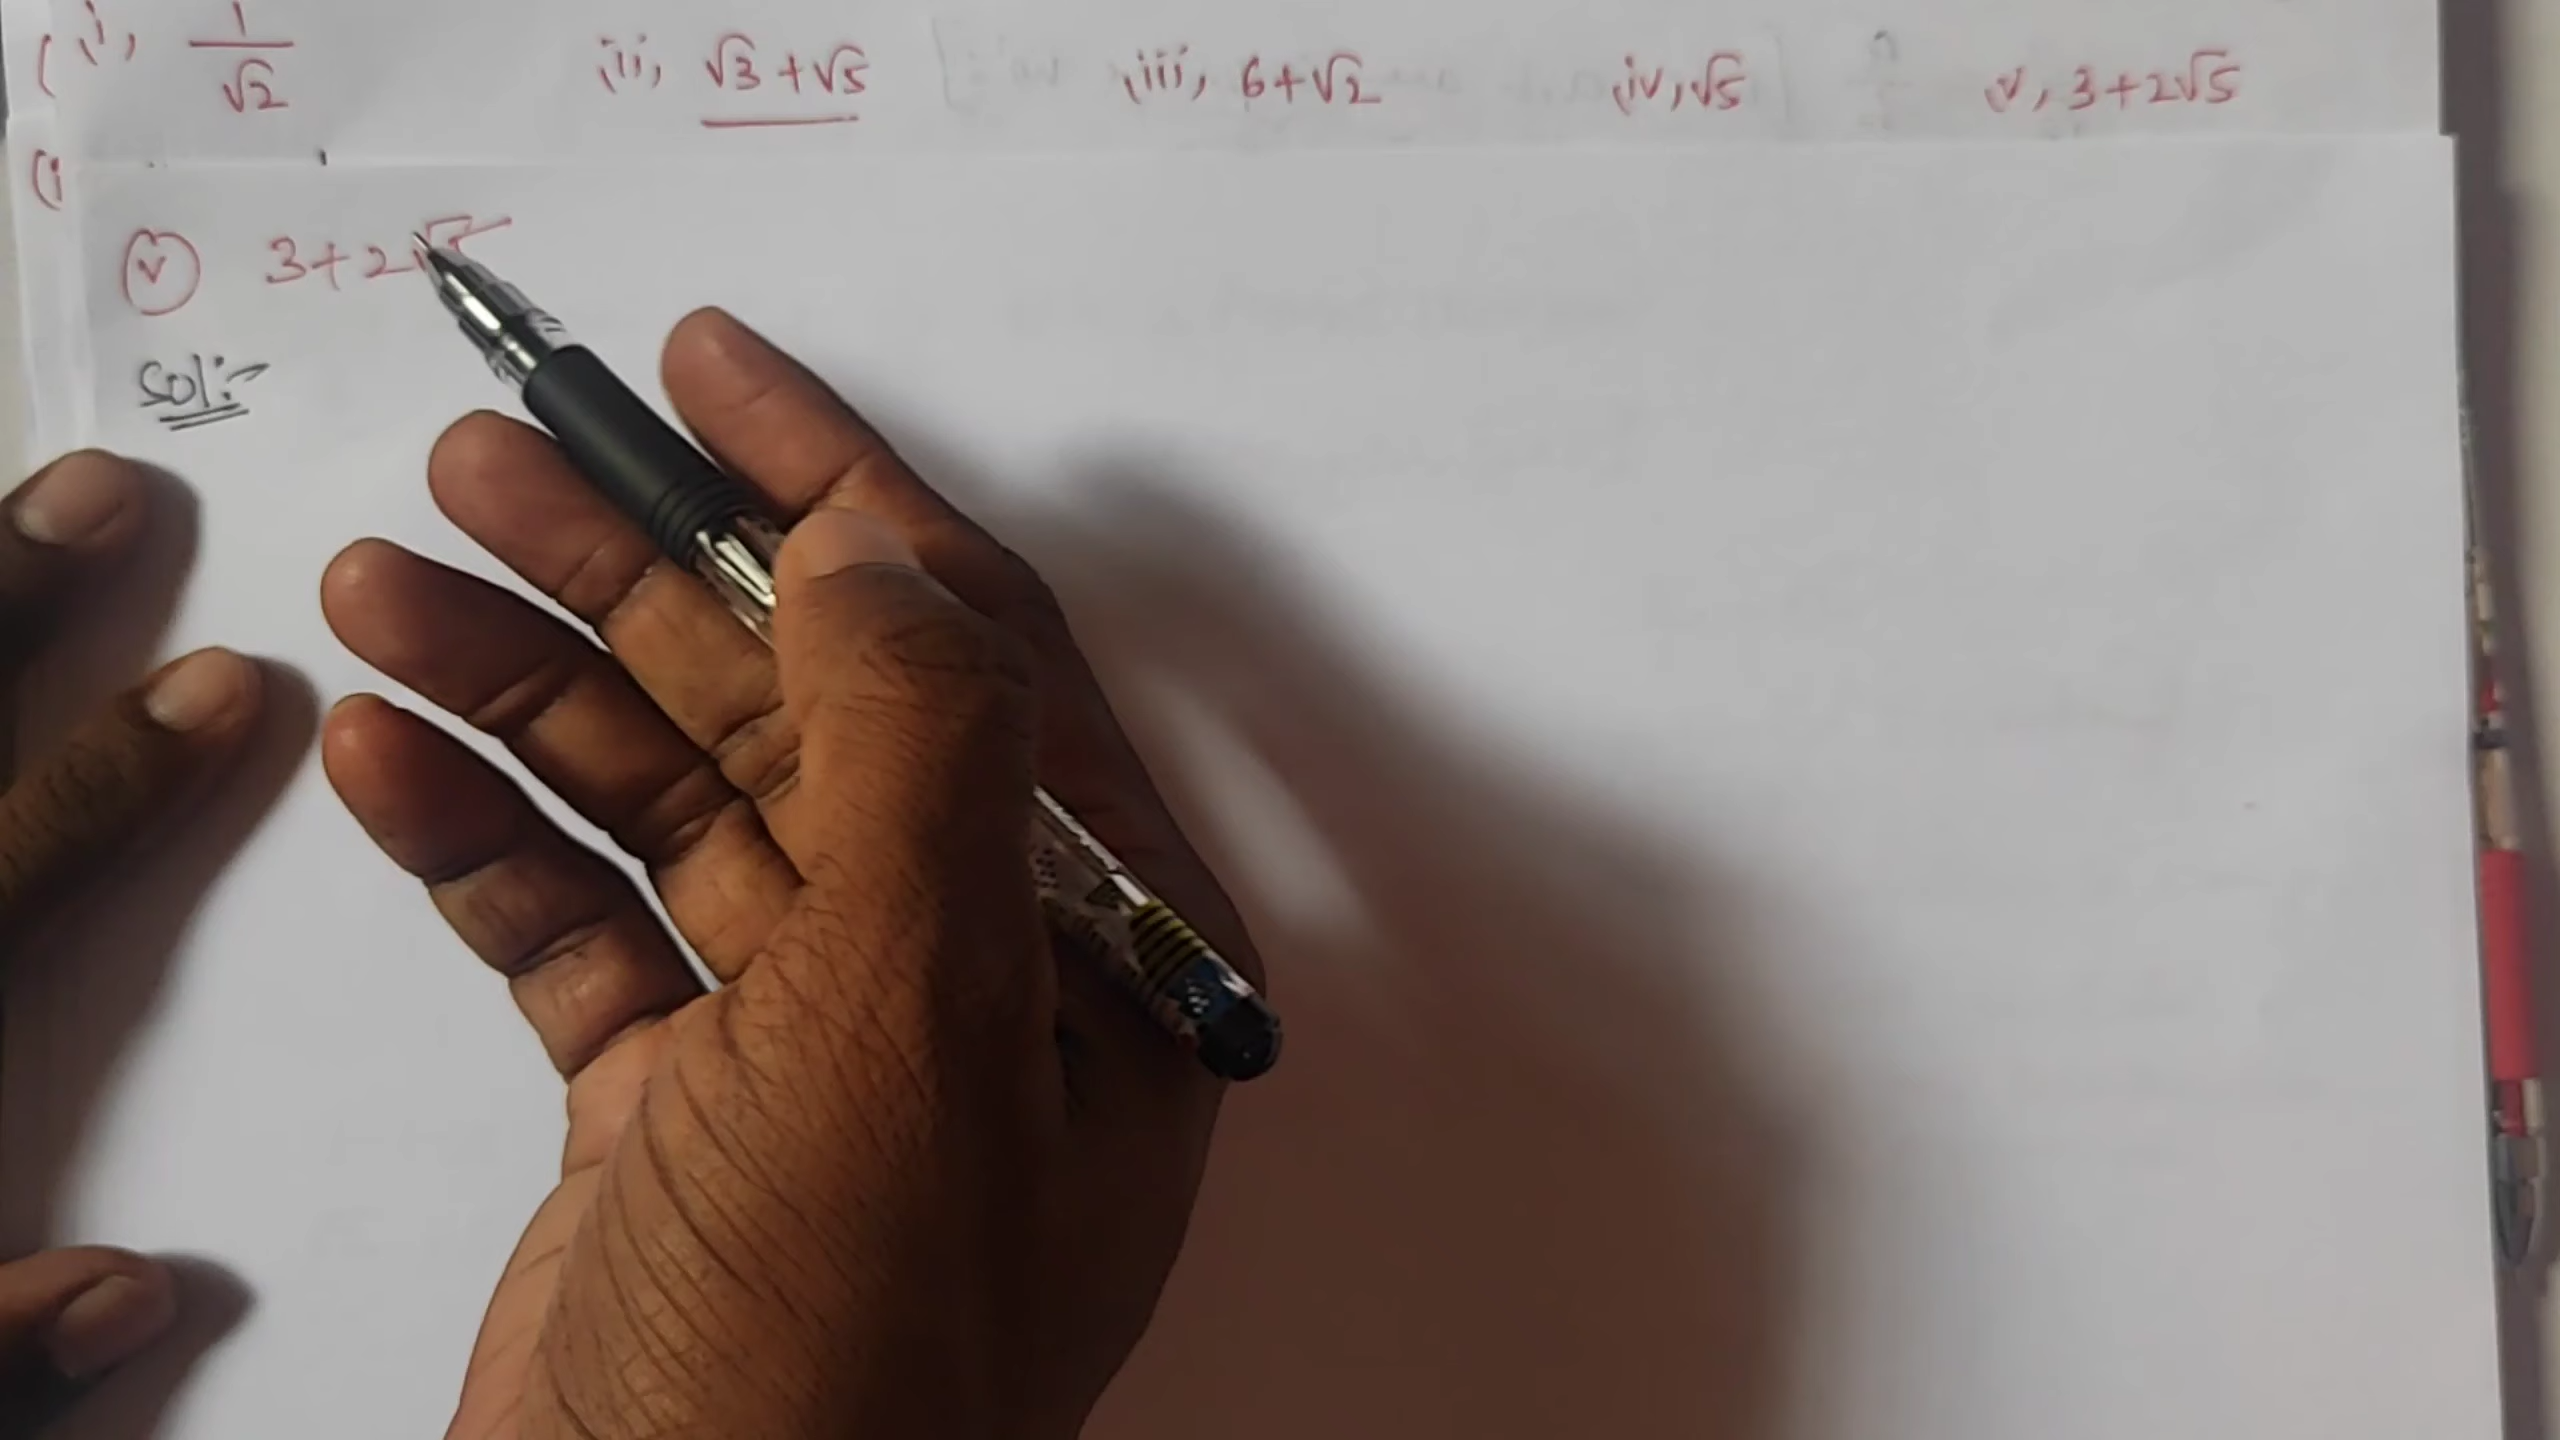 (i, 1/√2 (ii, √3+√5 (iii, 6+√2 (iv, √5 v, 3+2√5
(i
(v) 3+2√5
Sol:-